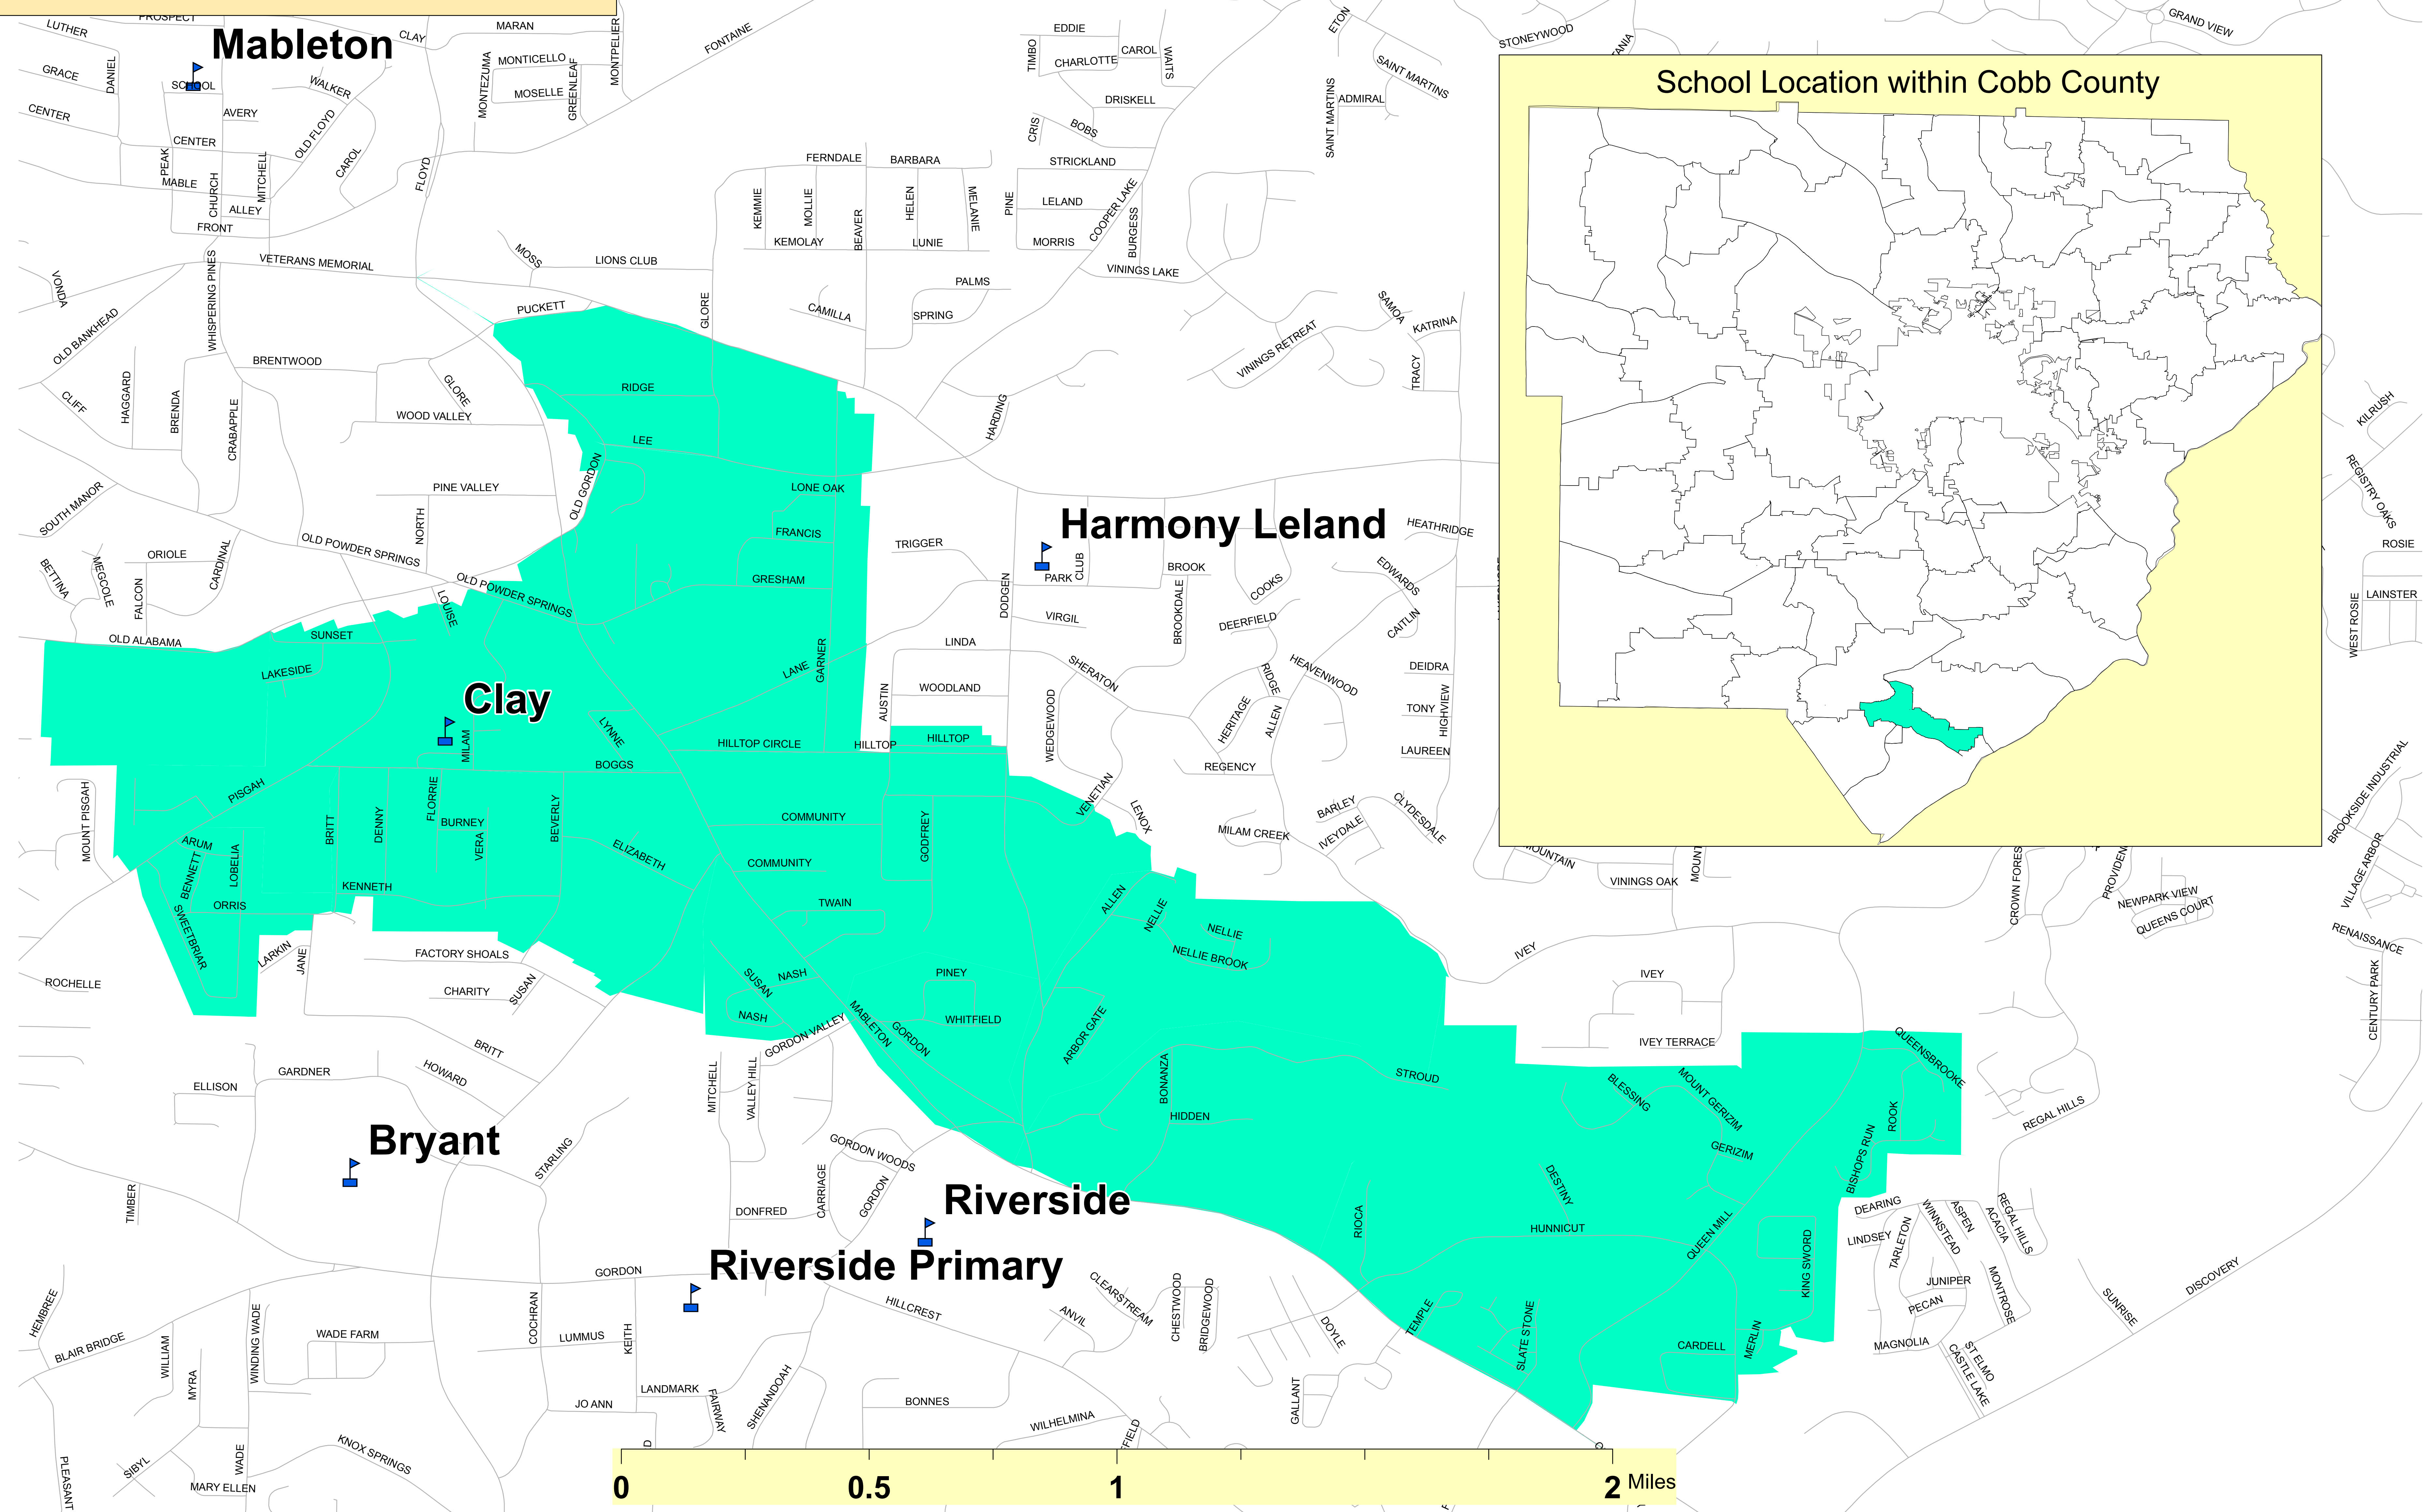 PROSPECT
LUTHER
Mableton
CLAY
MARAN
MONTPELIER
FONTAINE
EDDIE
TIMBO
CAROL
WAITS
CHARLOTTE
ETON
STONEYWOOD
GRAND VIEW
GRACE
DANIEL
SCHOOL
WALKER
MONTEZUMA
MONTICELLO
MOSELLE
GREENLEAF
SAINT MARTINS
SAINT MARTINS
ADMIRAL
School Location within Cobb County
CENTER
AVERY
OLD FLOYD
CENTER
CAROL
DRISKELL
CRIS
BOBS
PEAK
MABLE
CHURCH
MITCHELL
FLOYD
ALLEY
FRONT
FERNDALE
BARBARA
STRICKLAND
KEMMIE
MOLLIE
BEAVER
HELEN
MELANIE
PINE
LELAND
COOPER LAKE
BURGESS
KEMOLAY
LUNIE
MORRIS
VONDA
WHISPERING PINES
VETERANS MEMORIAL
MOSS
LIONS CLUB
VININGS LAKE
PALMS
OLD BANKHEAD
PUCKETT
GLORE
CAMILLA
SPRING
VININGS RETREAT
SAMOA
KATRINA
TRACY
CLIFF
HAGGARD
BRENDA
CRABAPPLE
BRENTWOOD
GLORE
WOOD VALLEY
RIDGE
LEE
HARDING
KILRUSH
REGISTRY OAKS
SOUTH MANOR
PINE VALLEY
NORTH
OLD GORDON
LONE OAK
FRANCIS
Harmony Leland
HEATHRIDGE
ROSIE
BETTINA
MEGCOLE
ORIOLE
FALCON
CARDINAL
OLD POWDER SPRINGS
OLD POWDER SPRINGS
LOUISE
GRESHAM
TRIGGER
DODGEN
PARK
CLUB
BROOK
BROOKDALE
COOKS
EDWARDS
CAITLIN
VIRGIL
DEERFIELD
LAINSTER
WEST ROSIE
OLD ALABAMA
SUNSET
LAKESIDE
LANE
GARNER
LINDA
SHERATON
RIDGE
HEAVENWOOD
DEIDRA
Clay
MILAM
LYNNE
AUSTIN
WOODLAND
WEDGEWOOD
HERITAGE
ALLEN
TONY
HIGHVIEW
HILLTOP CIRCLE
HILLTOP
HILLTOP
BOGGS
REGENCY
LAUREEN
MOUNT PISGAH
PISGAH
BRITT
DENNY
FLORRIE
BURNEY
VERA
BEVERLY
ELIZABETH
COMMUNITY
COMMUNITY
GODFREY
VENETIAN
LENOX
MILAM CREEK
BARLEY
IVEYDALE
CLYDESDALE
BROOKSIDE INDUSTRIAL
ARUM
BENNETT
LOBELIA
ORRIS
SWEETBRIAR
KENNETH
TWAIN
ALLEN
NELLIE
NELLIE
NELLIE BROOK
MOUNTAIN
VININGS OAK
NEWPARK VIEW
QUEENS COURT
VILLAGE ARBOR
RENAISSANCE
ROCHELLE
LARKIN
JANE
FACTORY SHOALS
CHARITY
SUSAN
SUSAN
NASH
NASH
PINEY
WHITFIELD
IVEY
IVEY
IVEY TERRACE
CENTURY PARK
GORDON VALLEY
MABLETON
GORDON
ARBOR GATE
BRITT
HOWARD
GARDNER
ELLISON
MITCHELL
VALLEY HILL
BONANZA
HIDDEN
STROUD
BLESSING
MOUNT GERIZIM
GERIZIM
QUEENSBROOKE
ROOK
BISHOPS RUN
REGAL HILLS
Bryant
STARLING
GORDON WOODS
CARRIAGE
GORDON
DONFRED
Riverside
Riverside Primary
TIMBER
RIOCA
DESTINY
HUNNICUT
QUEEN MILL
KING SWORD
DEARING
LINDSEY
TARLETON
WINNSTEAD
ASPEN
ACACIA
REGAL HILLS
JUNIPER
PECAN
MONTROSE
MAGNOLIA
ST ELMO
CASTLE LAKE
SUNRISE
DISCOVERY
HEMBREE
BLAIR BRIDGE
WILLIAM
MYRA
WINDING WADE
WADE FARM
COCHRAN
GORDON
LUMMUS
KEITH
HILLCREST
ANVIL
CLEARSTREAM
CHESTWOOD
BRIDGEWOOD
DOYLE
TEMPLE
SLATE STONE
CARDELL
MERLIN
LANDMARK
JO ANN
FAIRWAY
SHENANDOAH
BONNES
WILHELMINA
GALLANT
PLEASANT
SIBYL
WADE
MARY ELLEN
KNOX SPRINGS
0 0.5 1 2 Miles